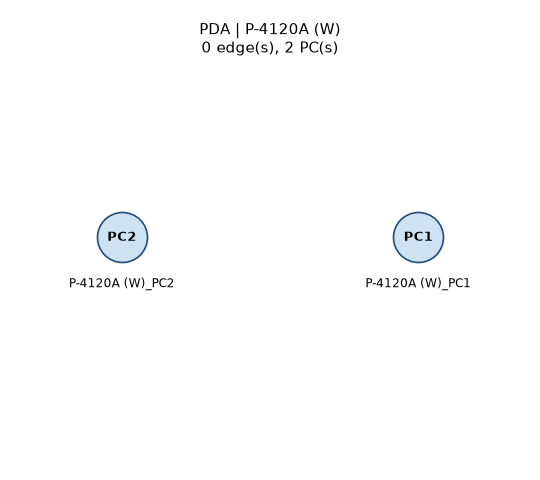 PDA | P-4120A (W)
0 edge(s), 2 PC(s)
PC2
PC1
P-4120A (W)_PC2
P-4120A (W)_PC1